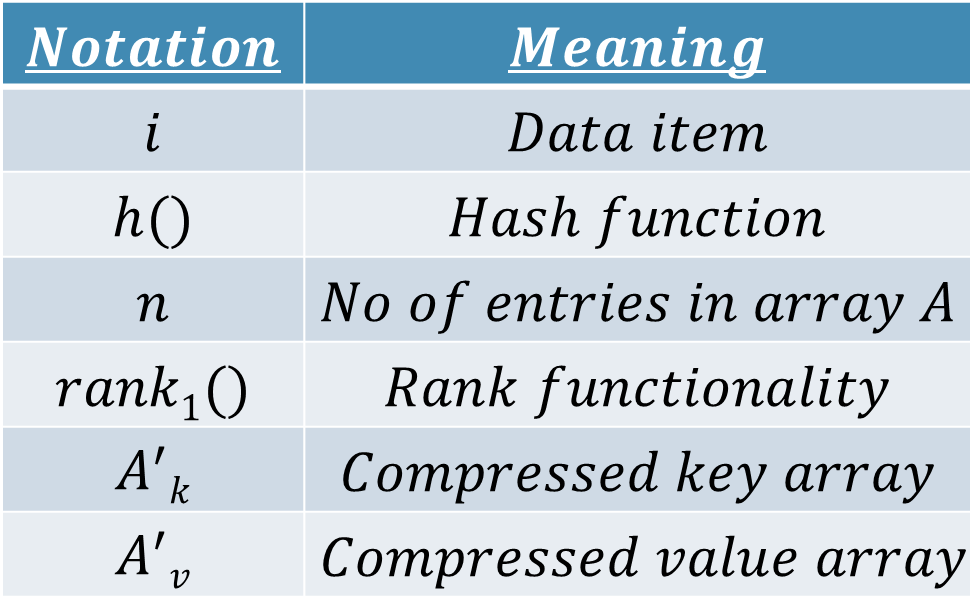 Notation Meaning
i Data item
h() Hash function
n No of entries in array A
rank₁() Rank functionality
A′ₖ Compressed key array
A′ᵥ Compressed value array